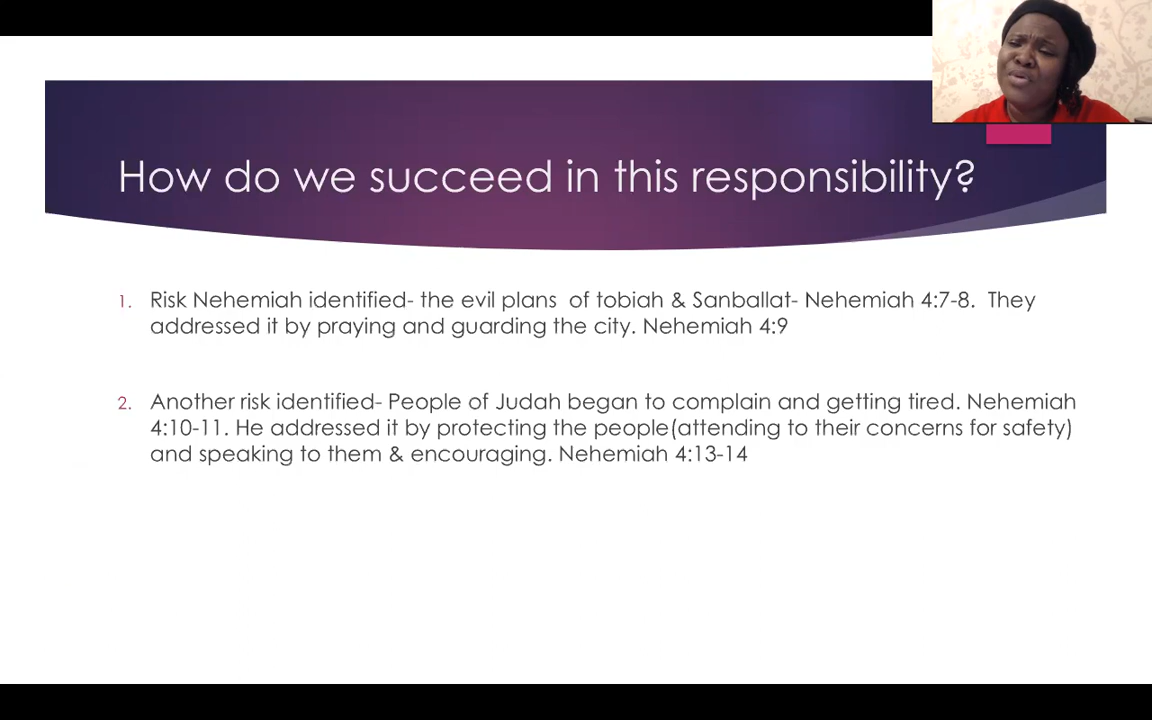 How do we succeed in this responsibility?
1. Risk Nehemiah identified- the evil plans of tobiah & Sanballat- Nehemiah 4:7-8. They
addressed it by praying and guarding the city. Nehemiah 4:9
2. Another risk identified- People of Judah began to complain and getting tired. Nehemiah
4:10-11. He addressed it by protecting the people(attending to their concerns for safety)
and speaking to them & encouraging. Nehemiah 4:13-14